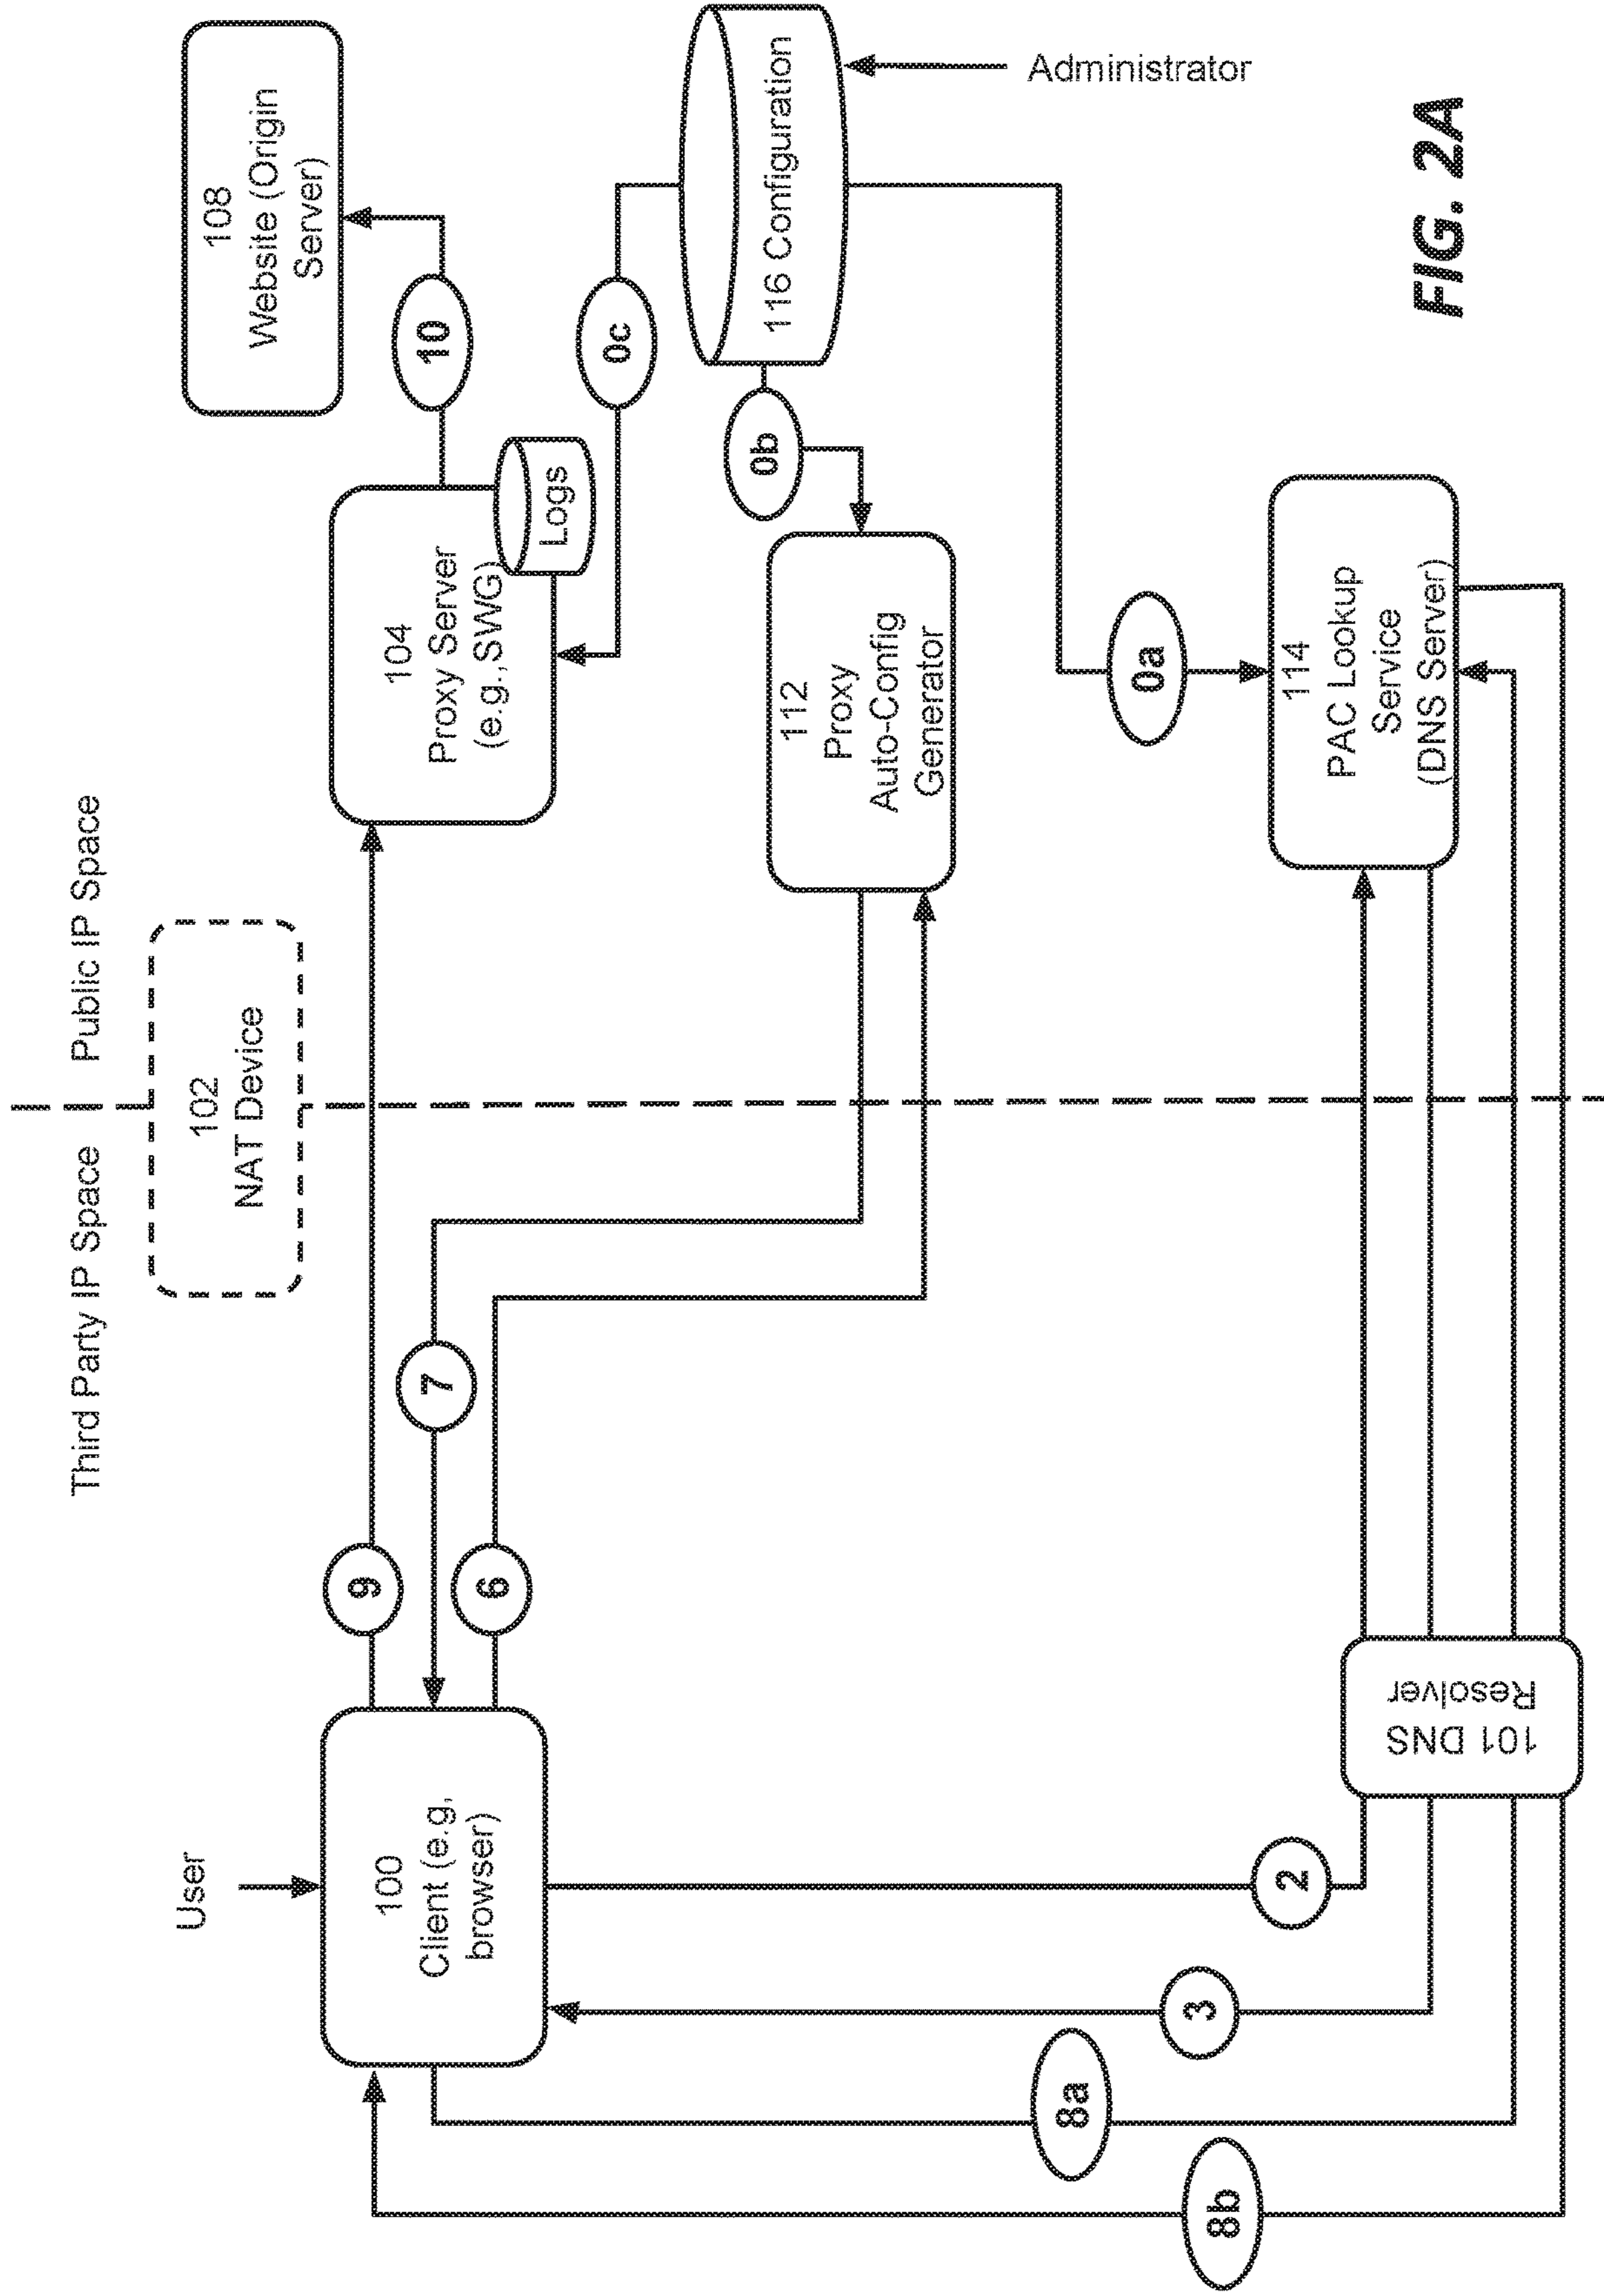 Third Party IP Space
Public IP Space
102
NAT Device
User
100
Client (e.g,
browser)
9
7
6
104
Proxy Server
(e.g.,SWG)
Logs
10
108
Website (Origin
Server)
0c
0b
116 Configuration
Administrator
112
Proxy
Auto-Config
Generator
0a
114
PAC Lookup
Service
(DNS Server)
2
3
8a
8b
101 DNS
Resolver
FIG. 2A